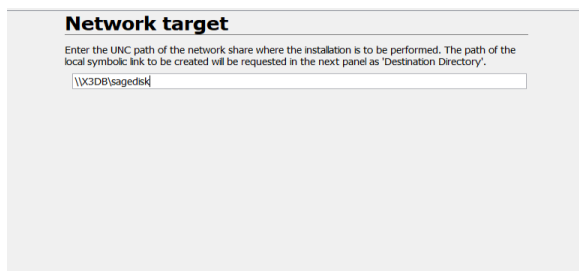 Network target
Enter the UNC path of the network share where the installation is to be performed. The path of the
local symbolic link to be created will be requested in the next panel as 'Destination Directory'.
\\X3DB\sagedisk